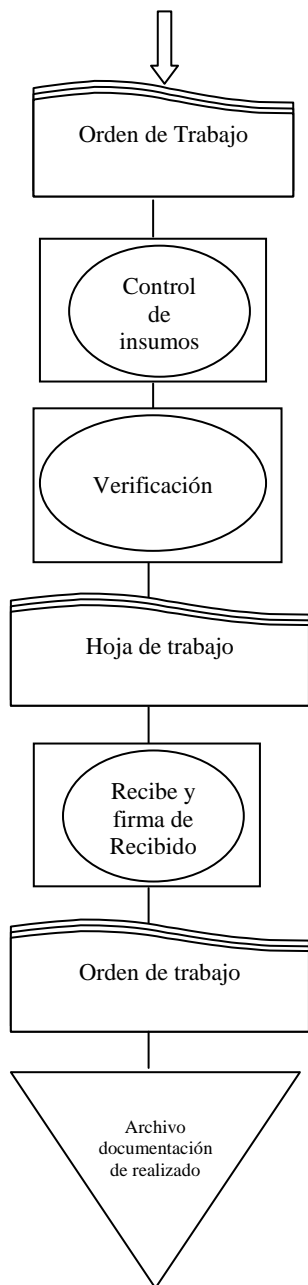 Orden de Trabajo
Control
de
insumos
Verificación
Hoja de trabajo
Recibe y
firma de
Recibido
Orden de trabajo
Archivo
documentación
de realizado